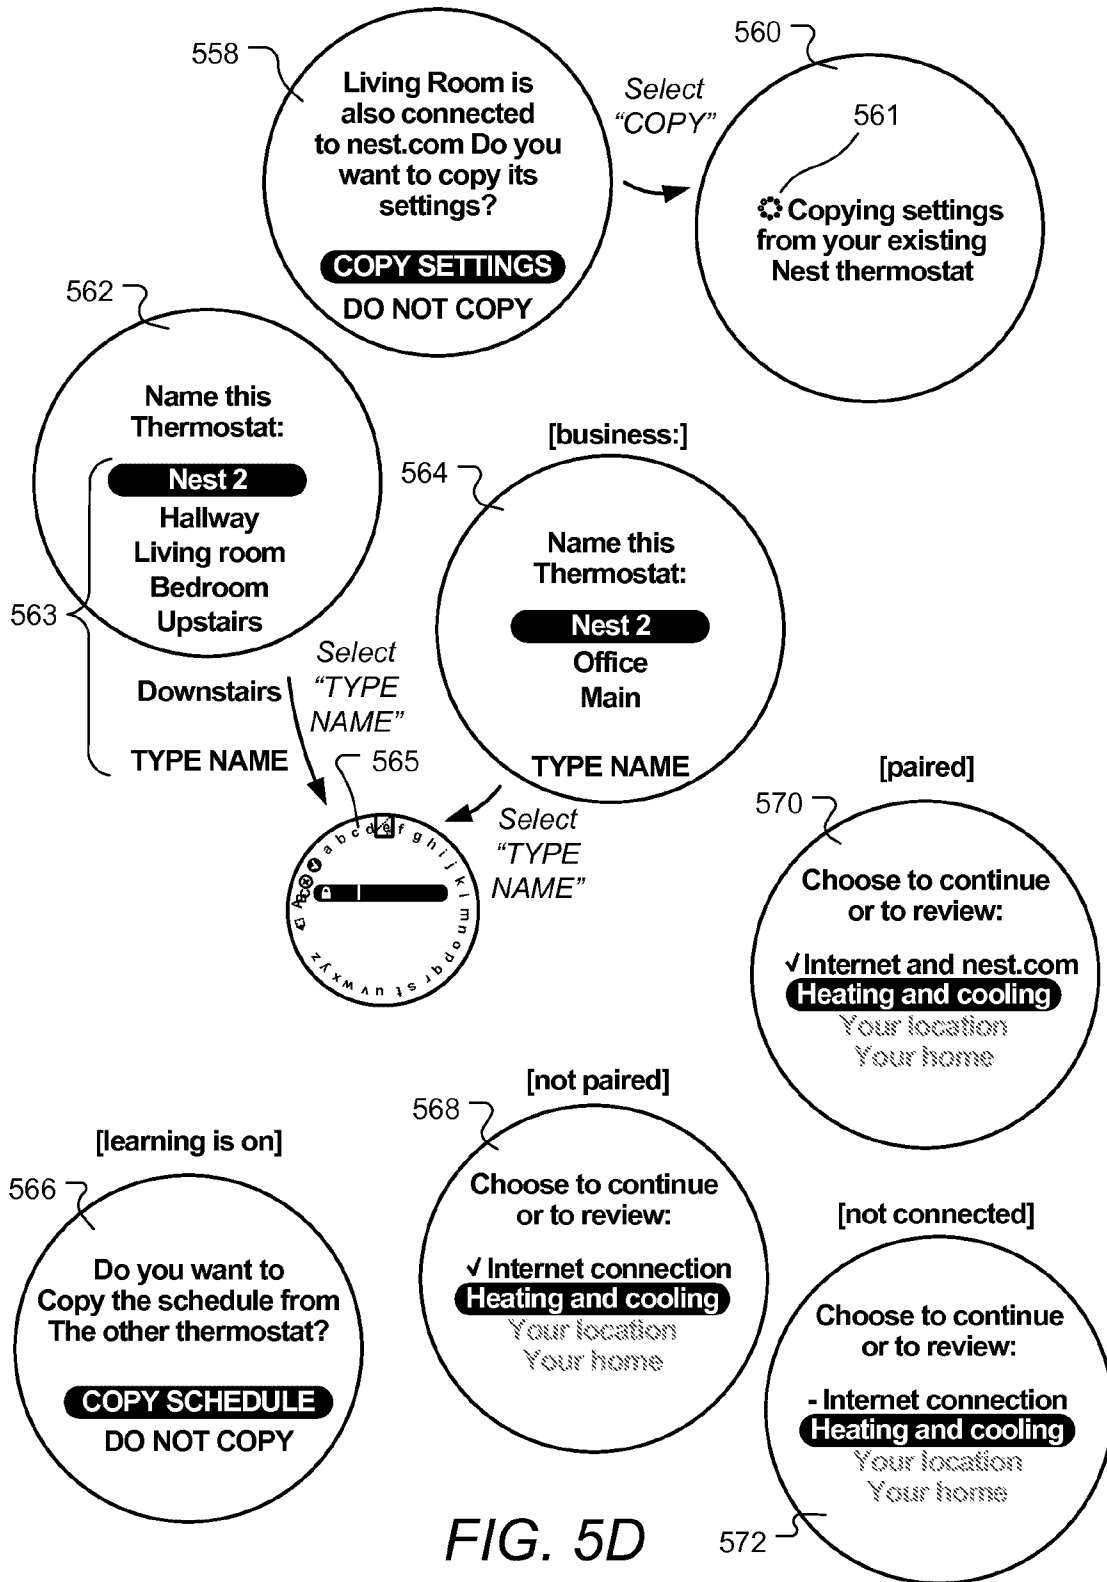 558
Living Room is
also connected
to nest.com Do you
want to copy its
settings?
COPY SETTINGS
DO NOT COPY
Select
“COPY”
560
561
Copying settings
from your existing
Nest thermostat
562
Name this
Thermostat:
563
Nest 2
Hallway
Living room
Bedroom
Upstairs
Downstairs
TYPE NAME
Select
“TYPE
NAME”
[business:]
564
Name this
Thermostat:
Nest 2
Office
Main
TYPE NAME
Select
“TYPE
NAME”
565
a b c d e f g h i j k l m n o p q r s t u v w x y z
[paired]
570
Choose to continue
or to review:
√ Internet and nest.com
Heating and cooling
Your location
Your home
[not paired]
568
Choose to continue
or to review:
√ Internet connection
Heating and cooling
Your location
Your home
[learning is on]
566
Do you want to
Copy the schedule from
The other thermostat?
COPY SCHEDULE
DO NOT COPY
[not connected]
572
Choose to continue
or to review:
- Internet connection
Heating and cooling
Your location
Your home
FIG. 5D